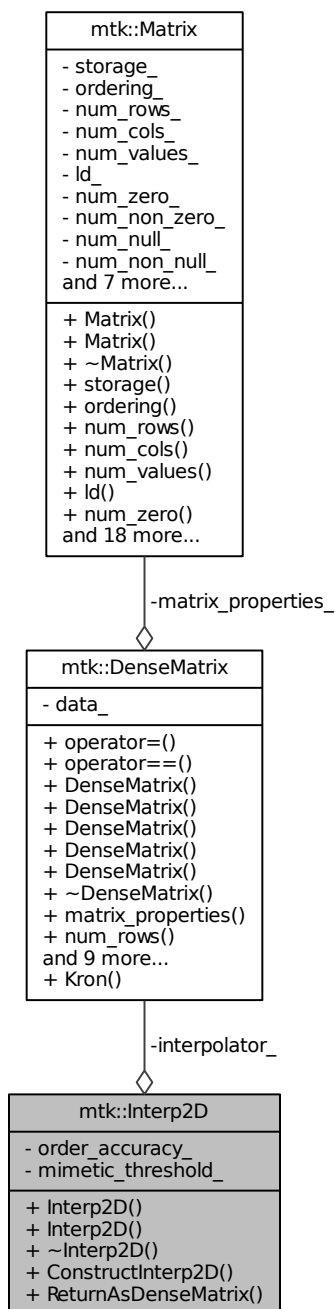 mtk::Matrix
- storage_
- ordering_
- num_rows_
- num_cols_
- num_values_
- ld_
- num_zero_
- num_non_zero_
- num_null_
- num_non_null_
and 7 more...
+ Matrix()
+ Matrix()
+ ~Matrix()
+ storage()
+ ordering()
+ num_rows()
+ num_cols()
+ num_values()
+ ld()
+ num_zero()
and 18 more...
-matrix_properties_
mtk::DenseMatrix
- data_
+ operator=()
+ operator==()
+ DenseMatrix()
+ DenseMatrix()
+ DenseMatrix()
+ DenseMatrix()
+ DenseMatrix()
+ ~DenseMatrix()
+ matrix_properties()
+ num_rows()
and 9 more...
+ Kron()
-interpolator_
mtk::Interp2D
- order_accuracy_
- mimetic_threshold_
+ Interp2D()
+ Interp2D()
+ ~Interp2D()
+ ConstructInterp2D()
+ ReturnAsDenseMatrix()